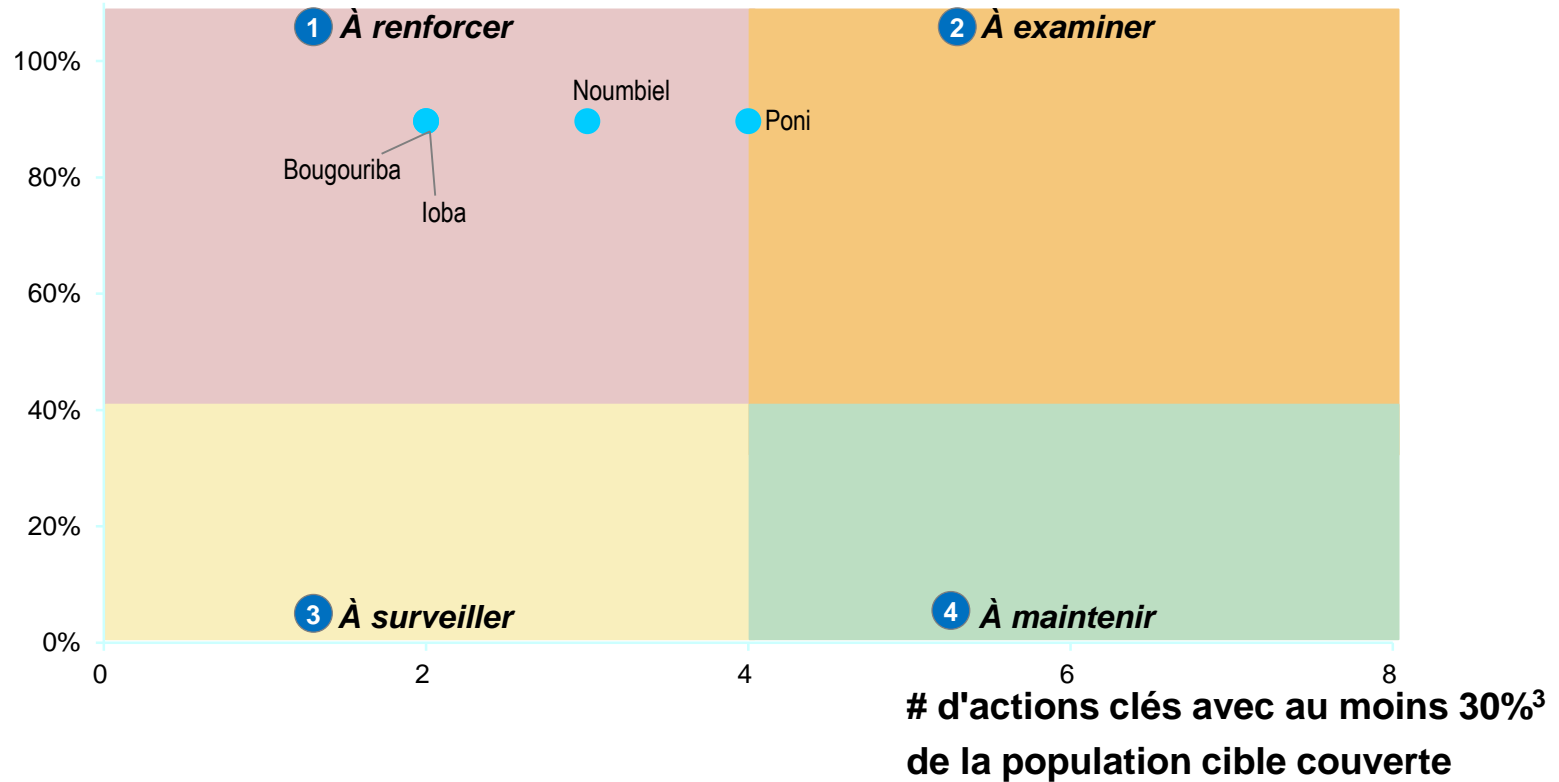 1 À renforcer
2 À examiner
100%
Noumbiel
Poni
80%
Bougouriba
Ioba
60%
40%
20%
3 À surveiller
4 À maintenir
0%
0
2
4
6
8
# d'actions clés avec au moins 30%³
de la population cible couverte